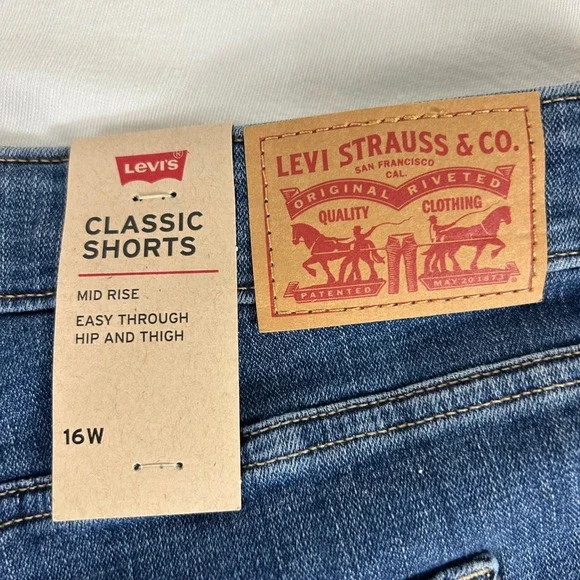 Levi's®
CLASSIC
SHORTS
MID RISE
EASY THROUGH
HIP AND THIGH
16W
LEVI STRAUSS & CO.
SAN FRANCISCO
CAL.
ORIGINAL RIVETED
QUALITY CLOTHING
PATENTED MAY 20 1873